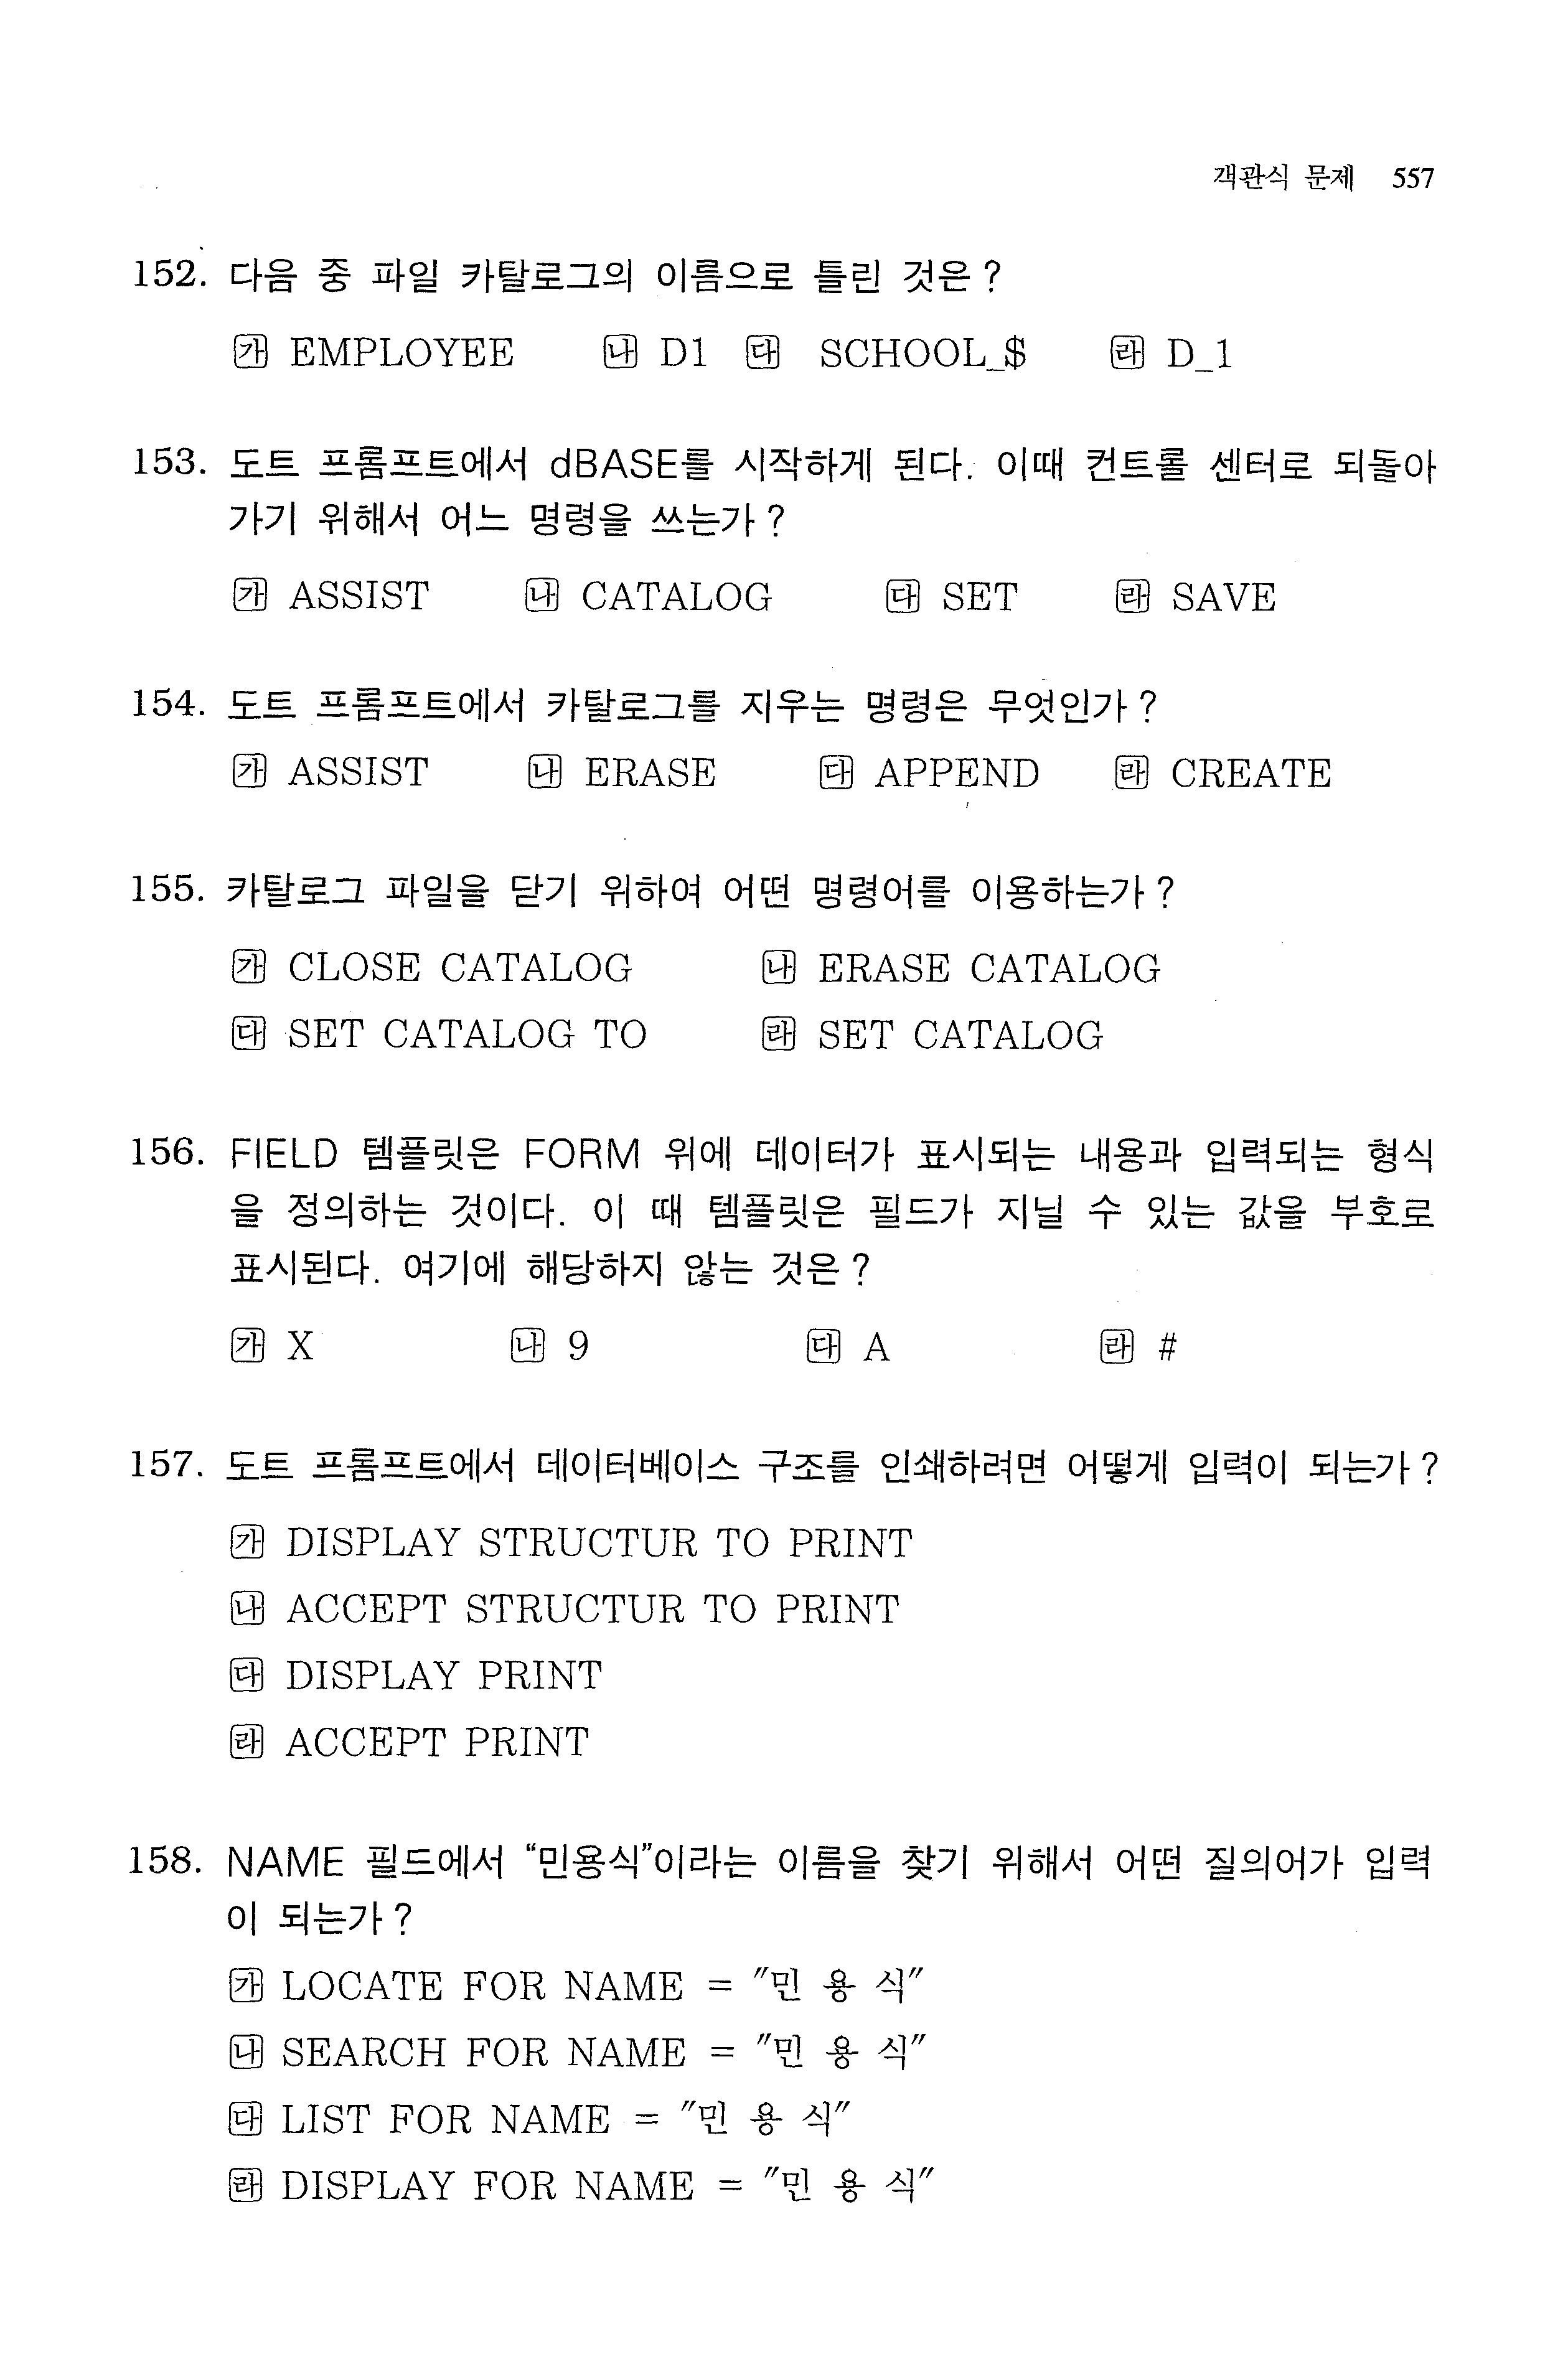 객관식 문제 557
152. 다음 중 파일 카탈로그의 이름으로 틀린 것은?
㉮ EMPLOYEE ㉯ D1 ㉰ SCHOOL_$ ㉱ D_1
153. 도트 프롬프트에서 dBASE를 시작하게 된다. 이때 컨트롤 센터로 되돌아
가기 위해서 어느 명령을 쓰는가?
㉮ ASSIST ㉯ CATALOG ㉰ SET ㉱ SAVE
154. 도트 프롬프트에서 카탈로그를 지우는 명령은 무엇인가?
㉮ ASSIST ㉯ ERASE ㉰ APPEND ㉱ CREATE
155. 카탈로그 파일을 닫기 위하여 어떤 명령어를 이용하는가?
㉮ CLOSE CATALOG ㉯ ERASE CATALOG
㉰ SET CATALOG TO ㉱ SET CATALOG
156. FIELD 템플릿은 FORM 위에 데이터가 표시되는 내용과 입력되는 형식
을 정의하는 것이다. 이 때 템플릿은 필드가 지닐 수 있는 값을 부호로
표시된다. 여기에 해당하지 않는 것은?
㉮ X ㉯ 9 ㉰ A ㉱ #
157. 도트 프롬프트에서 데이터베이스 구조를 인쇄하려면 어떻게 입력이 되는가?
㉮ DISPLAY STRUCTUR TO PRINT
㉯ ACCEPT STRUCTUR TO PRINT
㉰ DISPLAY PRINT
㉱ ACCEPT PRINT
158. NAME 필드에서 “민용식”이라는 이름을 찾기 위해서 어떤 질의어가 입력
이 되는가?
㉮ LOCATE FOR NAME = "민 용 식"
㉯ SEARCH FOR NAME = "민 용 식"
㉰ LIST FOR NAME = "민 용 식"
㉱ DISPLAY FOR NAME = "민 용 식"